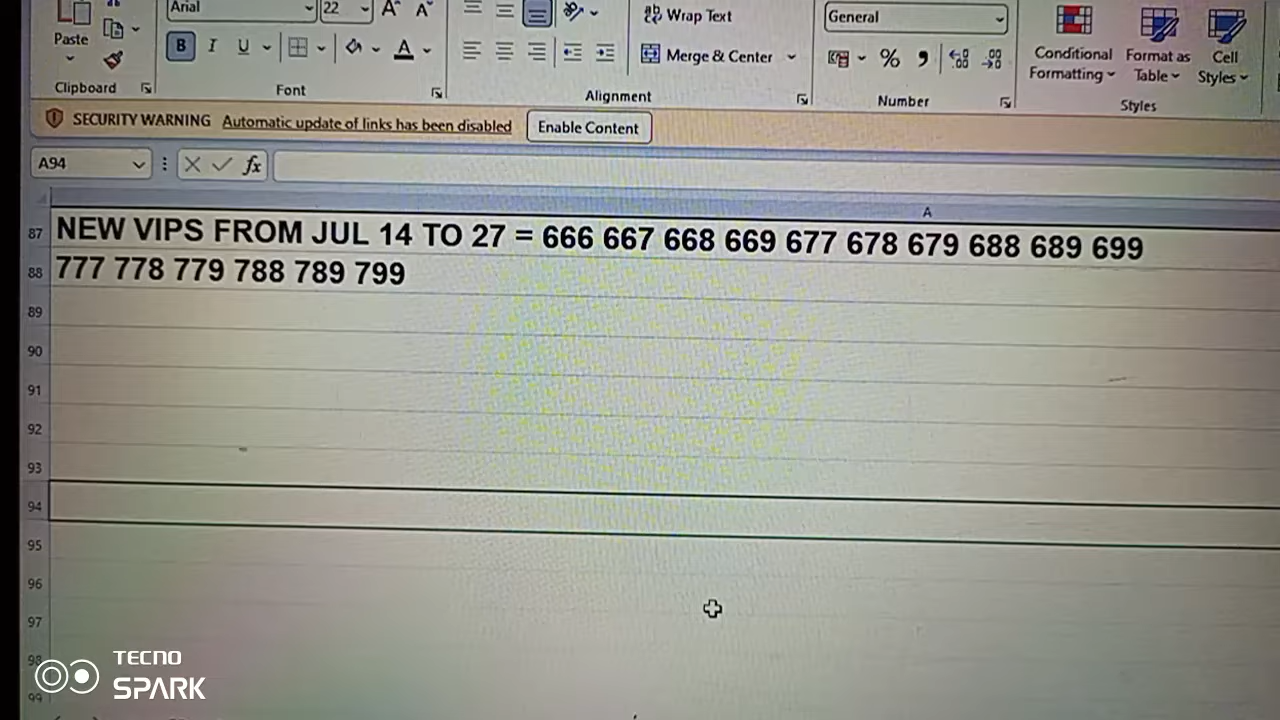 Arial
22
A^
A˅
Wrap Text
General
Paste
B
I
U
A
Merge & Center
%
Conditional
Formatting
Format as
Table
Cell
Styles
Clipboard
Font
Alignment
Number
Styles
SECURITY WARNING Automatic update of links has been disabled Enable Content
A94
fx
A
87 NEW VIPS FROM JUL 14 TO 27 = 666 667 668 669 677 678 679 688 689 699
88 777 778 779 788 789 799
89
90
91
92
93
94
95
96
97
98
99
TECNO
SPARK